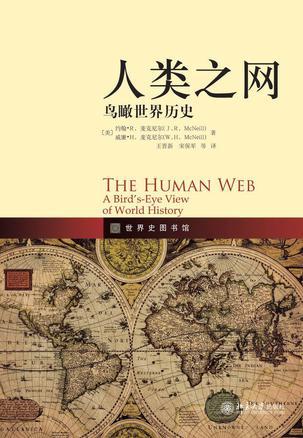 人类之网
鸟瞰世界历史
[美] 约翰·R. 麦克尼尔(J.R. McNeill) 著
威廉·H. 麦克尼尔(W.H. McNeill)
王晋新 宋保军 等 译
THE HUMAN WEB
A Bird's-Eye View
of World History
世界史图书馆
北京大学出版社